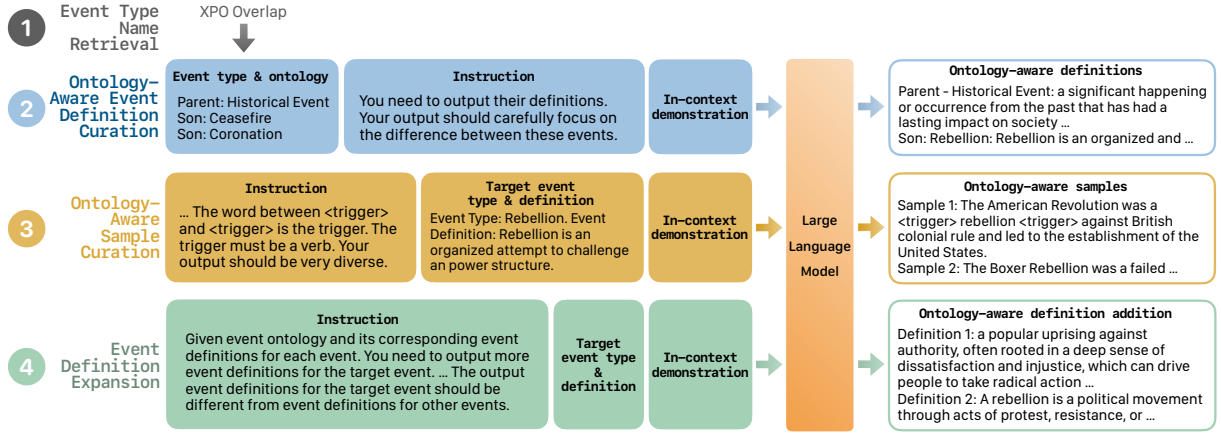 1
Event Type
Name
Retrieval
XPO Overlap
2
Ontology-
Aware Event
Definition
Curation
Event type & ontology
Parent: Historical Event
Son: Ceasefire
Son: Coronation
Instruction
You need to output their definitions.
Your output should carefully focus on
the difference between these events.
In-context
demonstration
Ontology-aware definitions
Parent - Historical Event: a significant happening
or occurrence from the past that has had a
lasting impact on society ...
Son: Rebellion: Rebellion is an organized and ...
3
Ontology-
Aware
Sample
Curation
Instruction
... The word between <trigger>
and <trigger> is the trigger. The
trigger must be a verb. Your
output should be very diverse.
Target event
type & definition
Event Type: Rebellion. Event
Definition: Rebellion is an
organized attempt to challenge
an power structure.
In-context
demonstration
Large
Language
Model
Ontology-aware samples
Sample 1: The American Revolution was a
<trigger> rebellion <trigger> against British
colonial rule and led to the establishment of the
United States.
Sample 2: The Boxer Rebellion was a failed ...
4
Event
Definition
Expansion
Instruction
Given event ontology and its corresponding event
definitions for each event. You need to output more
event definitions for the target event. ... The output
event definitions for the target event should be
different from event definitions for other events.
Target
event type
&
definition
In-context
demonstration
Ontology-aware definition addition
Definition 1: a popular uprising against
authority, often rooted in a deep sense of
dissatisfaction and injustice, which can drive
people to take radical action ...
Definition 2: A rebellion is a political movement
through acts of protest, resistance, or ...